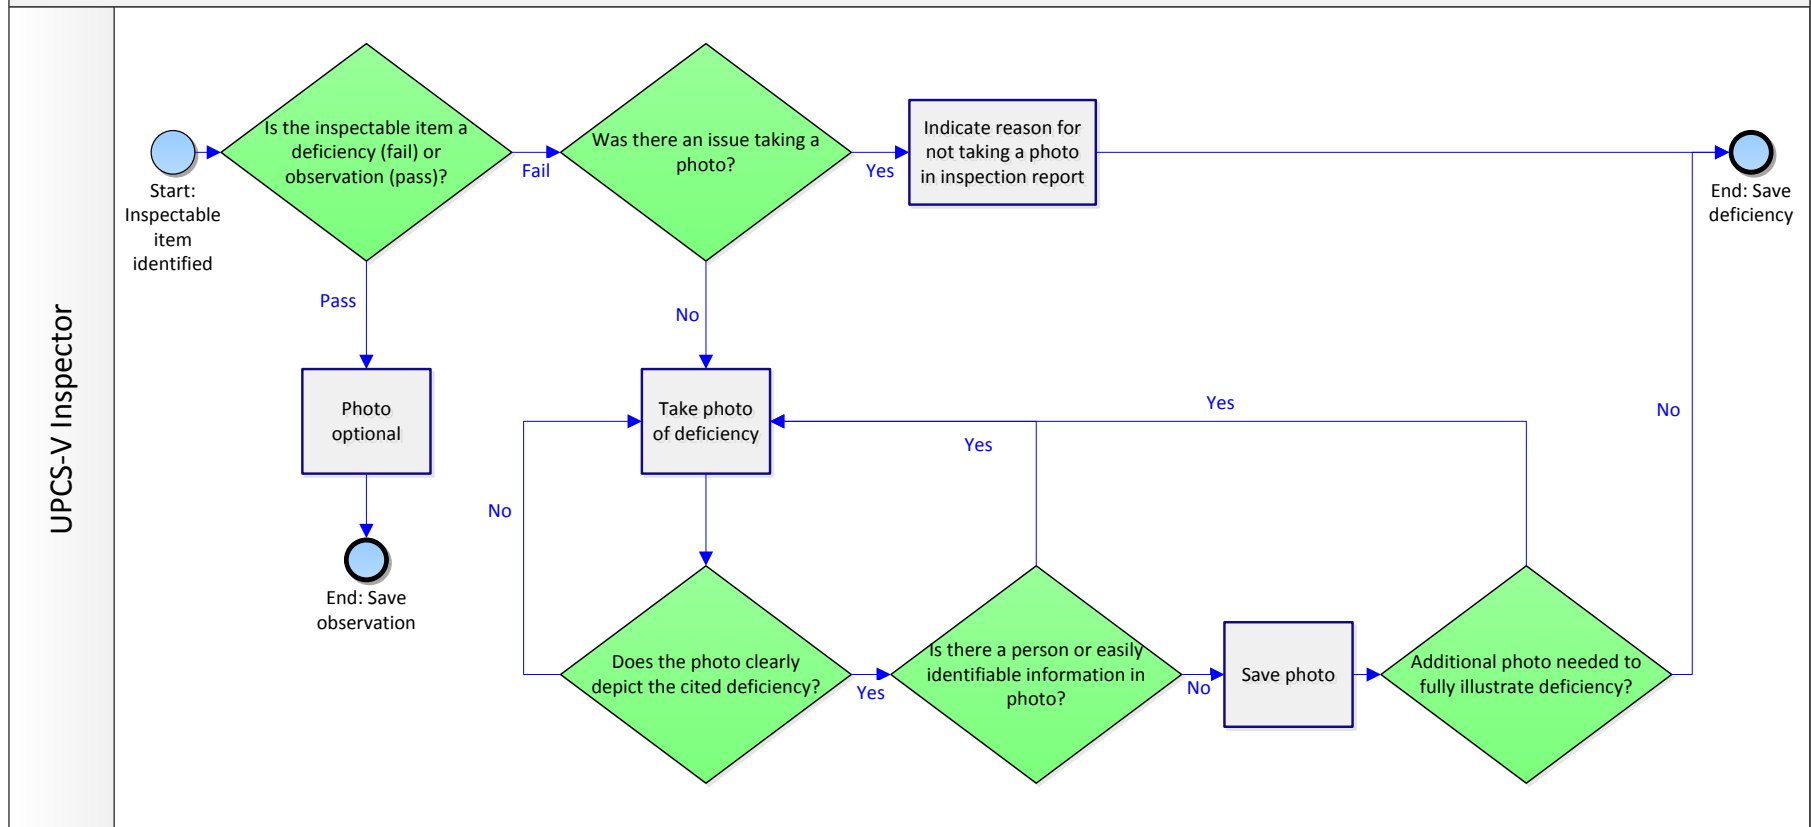 UPCS-V Inspector
Start:
Inspectable
item
identified
Is the inspectable item a
deficiency (fail) or
observation (pass)?
Fail
Was there an issue taking a
photo?
Yes
Indicate reason for
not taking a photo
in inspection report
End: Save
deficiency
Pass
No
Photo
optional
End: Save
observation
Take photo
of deficiency
Yes
Yes
No
No
Does the photo clearly
depict the cited deficiency?
Yes
Is there a person or easily
identifiable information in
photo?
No
Save photo
Additional photo needed to
fully illustrate deficiency?